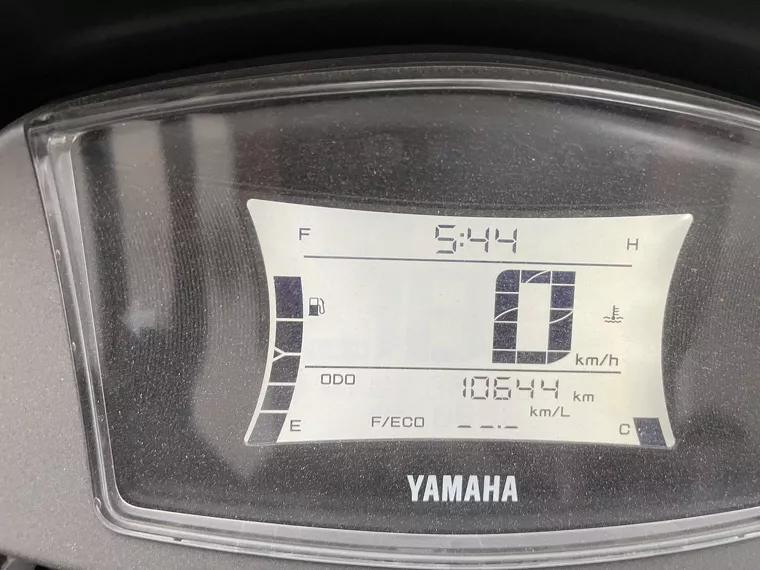 F 5:44 H
0
km/h
ODO 10644 km
km/L
F/ECO --.-
E C
YAMAHA